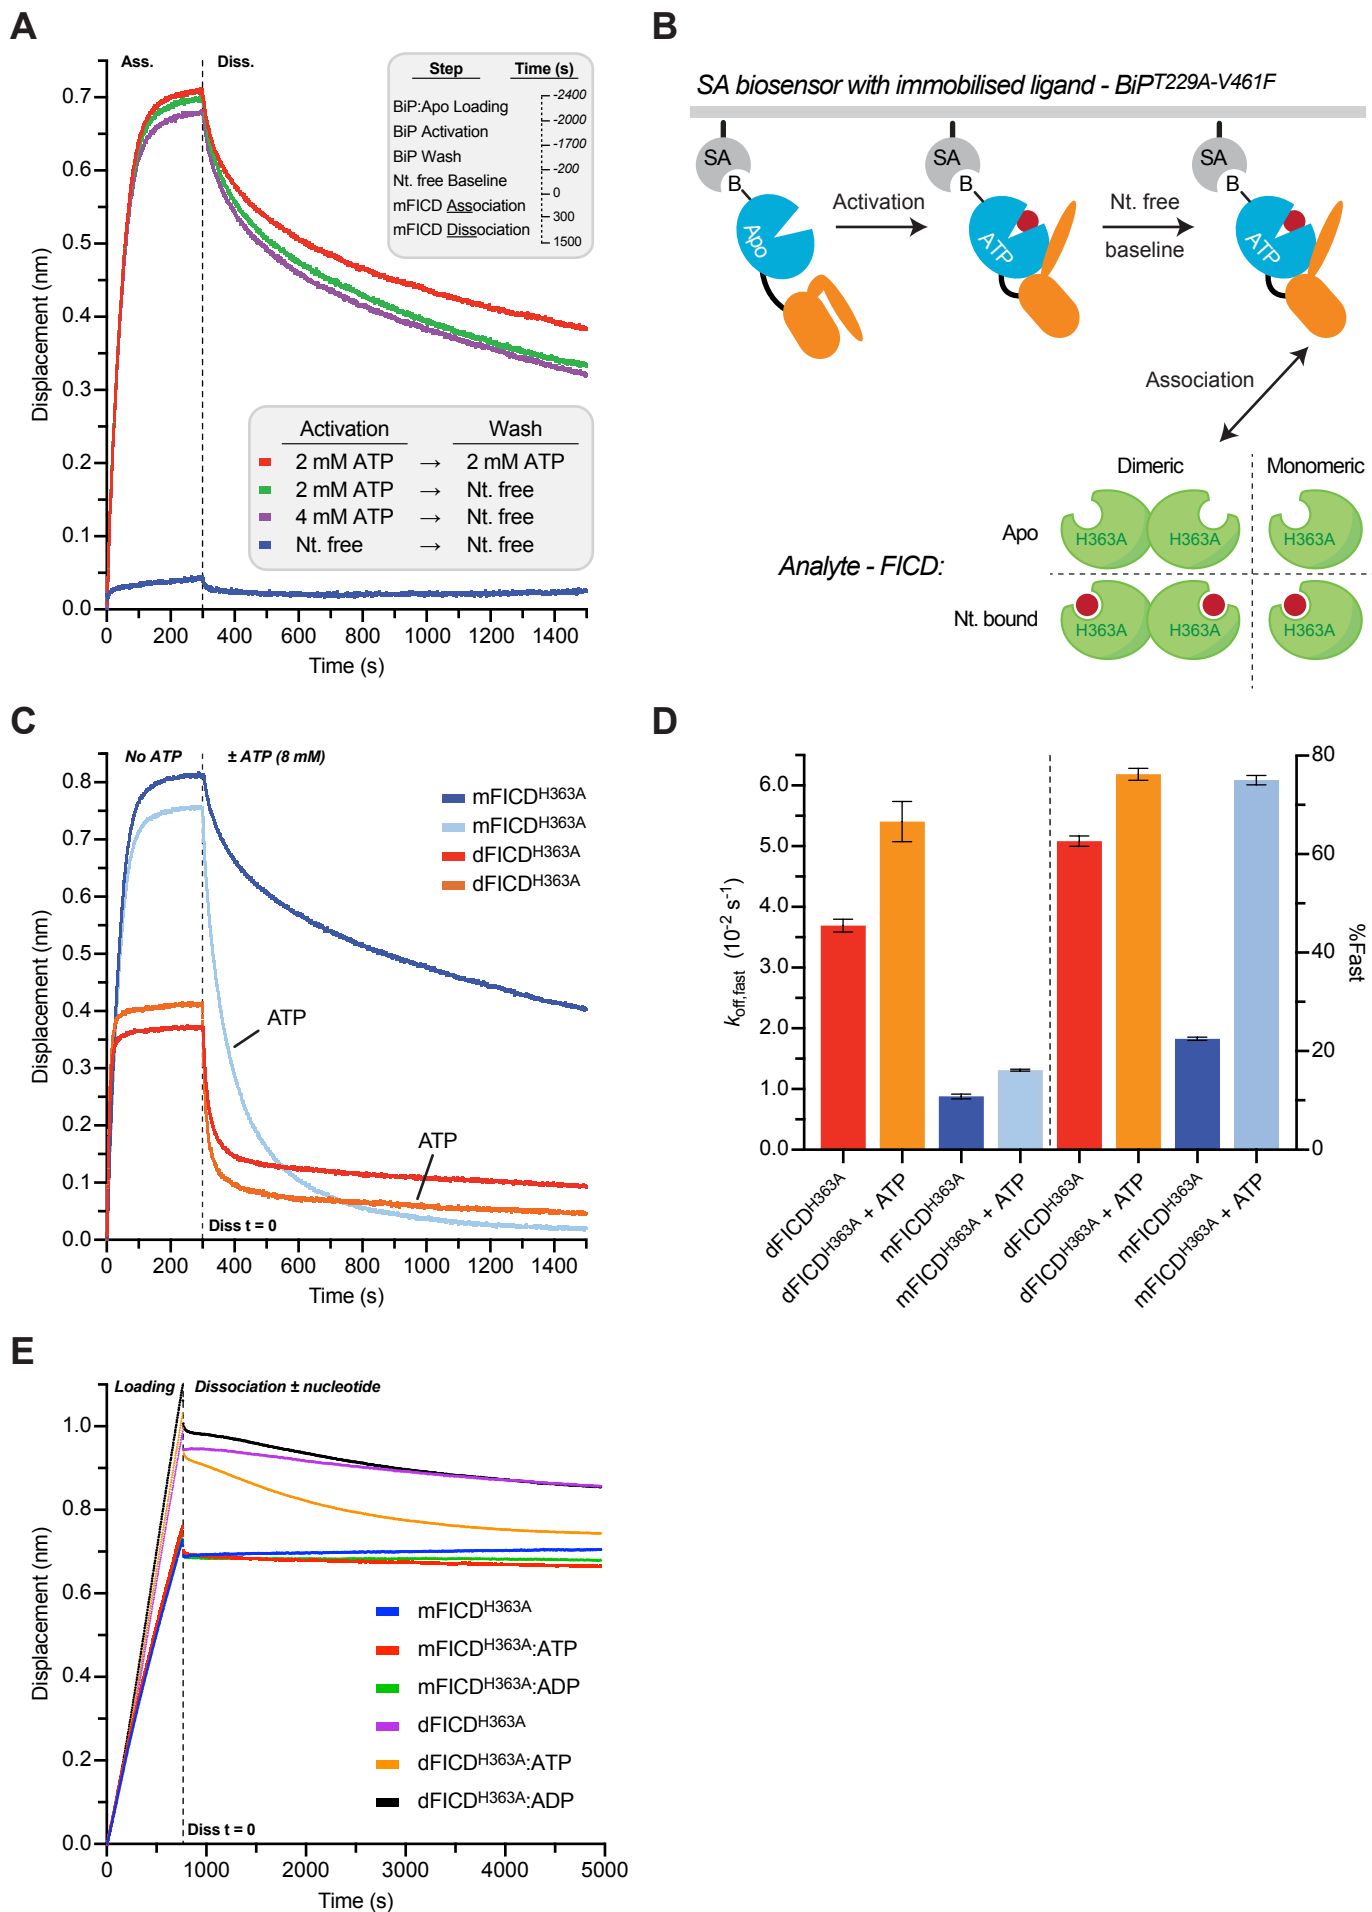 A
Ass. Diss.
Step Time (s)
BiP:Apo Loading
BiP Activation
BiP Wash
Nt. free Baseline
mFICD Association
mFICD Dissociation
-2400
-2000
-1700
-200
0
300
1500
Displacement (nm)
0.7
0.6
0.5
0.4
0.3
0.2
0.1
0.0
Activation Wash
2 mM ATP → 2 mM ATP
2 mM ATP → Nt. free
4 mM ATP → Nt. free
Nt. free → Nt. free
0 200 400 600 800 1000 1200 1400
Time (s)
B
SA biosensor with immobilised ligand - BiPT229A-V461F
SA SA SA
B B B
Apo Activation ATP Nt. free baseline ATP
Association
Dimeric Monomeric
Apo H363A H363A H363A
Analyte - FICD:
Nt. bound H363A H363A H363A
C
No ATP ± ATP (8 mM)
Displacement (nm)
0.8
0.7
0.6
0.5
0.4
0.3
0.2
0.1
0.0
mFICDH363A
mFICDH363A
dFICDH363A
dFICDH363A
ATP
ATP
Diss t = 0
0 200 400 600 800 1000 1200 1400
Time (s)
D
koff,fast (10-2 s-1)
6.0
5.0
4.0
3.0
2.0
1.0
0.0
80
60
40
20
0
%Fast
dFICDH363A
dFICDH363A + ATP
mFICDH363A
mFICDH363A + ATP
dFICDH363A
dFICDH363A + ATP
mFICDH363A
mFICDH363A + ATP
E
Loading Dissociation ± nucleotide
Displacement (nm)
1.0
0.8
0.6
0.4
0.2
0.0
mFICDH363A
mFICDH363A:ATP
mFICDH363A:ADP
dFICDH363A
dFICDH363A:ATP
dFICDH363A:ADP
Diss t = 0
0 1000 2000 3000 4000 5000
Time (s)